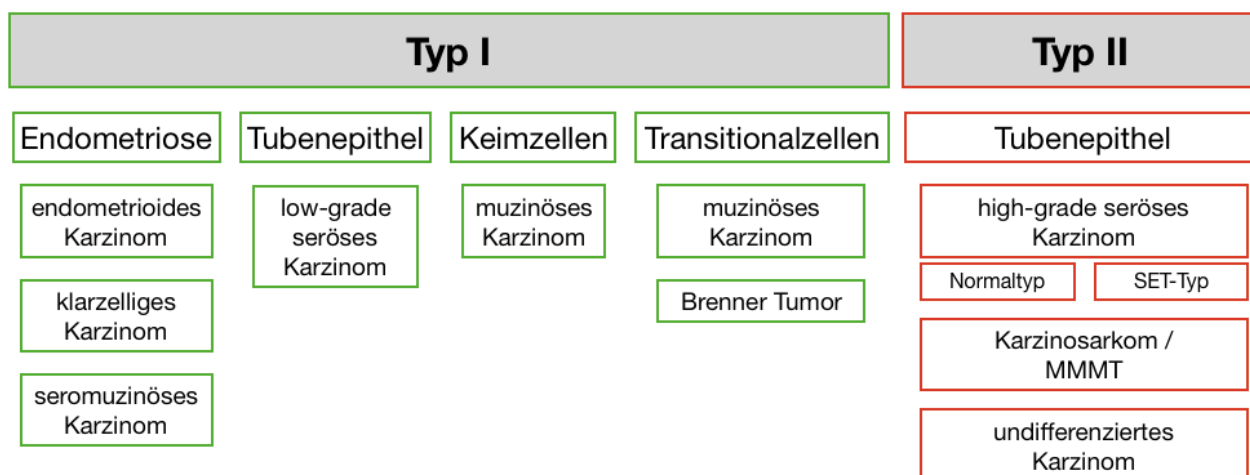 Typ I
Typ II
Endometriose
Tubenepithel
Keimzellen
Transitionalzellen
Tubenepithel
endometrioides
Karzinom
klarzelliges
Karzinom
seromuzinöses
Karzinom
low-grade
seröses
Karzinom
muzinöses
Karzinom
muzinöses
Karzinom
Brenner Tumor
high-grade seröses
Karzinom
Normaltyp
SET-Typ
Karzinosarkom /
MMMT
undifferenziertes
Karzinom